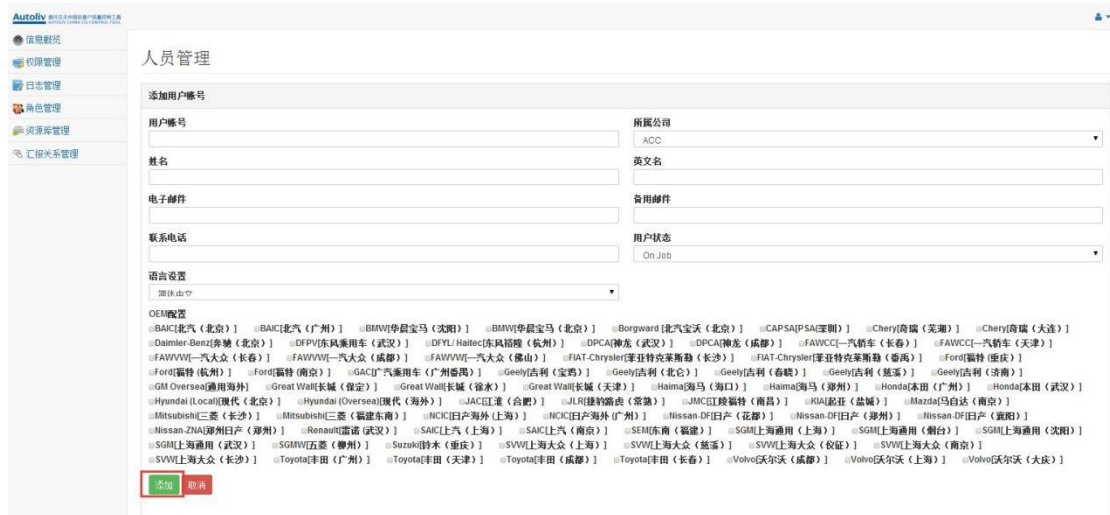 Autoliv
信息概览
权限管理
日志管理
角色管理
资源库管理
汇报关系管理
人员管理
添加用户账号
用户账号 所属公司
ACC
姓名 英文名
电子邮件 备用邮件
联系电话 用户状态
On Job
语言设置
简体中文
OEM配置
BAIC[北汽（北京）] BAIC[北汽（广州）] BMW[华晨宝马（沈阳）] BMW[华晨宝马（北京）] Borgward [北汽宝沃（北京）] CAPSA[PSA(深圳)] Chery[奇瑞（芜湖）] Chery[奇瑞（大连）]
Daimler-Benz[奔驰（北京）] DFPV[东风乘用车（广州）] DFYL/ Haitec[东风裕隆（杭州）] DPCA[神龙（武汉）] DPCA[神龙（成都）] FAWCC[一汽轿车（长春）] FAWCC[一汽轿车（天津）]
FAWVW[一汽大众（长春）] FAWVW[一汽大众（成都）] FAWVW[一汽大众（佛山）] FIAT-Chrysler[菲亚特克莱斯勒（长沙）] FIAT-Chrysler[菲亚特克莱斯勒（番禺）] Ford[福特(重庆）]
Ford[福特(杭州）] Ford[福特(南京）] GAC[广汽乘用车（广州番禺）] Geely[吉利（宝鸡）] Geely[吉利（北仑）] Geely[吉利（春晓）] Geely[吉利（慈溪）] Geely[吉利（济南）]
GM Oversea[通用海外] Great Wall[长城（保定）] Great Wall[长城（徐水）] Great Wall[长城（天津）] Haima[海马（海口）] Haima[海马（郑州）] Honda[本田（广州）] Honda[本田（武汉）]
Hyundai (Local)[现代（北京）] Hyundai (Oversea)[现代（海外）] JAC[江淮（合肥）] JLR[捷豹路虎（常熟）] JMC[江陵福特（南昌）] KIA[起亚（盐城）] Mazda[马自达（南京）]
Mitsubishi[三菱（长沙）] Mitsubishi[三菱（福建东南）] NCIC[日产海外(上海）] NCIC[日产海外(广州）] Nissan-DF[日产（花都）] Nissan-DF[日产（郑州）] Nissan-DF[日产（襄阳）]
Nissan-ZNA[郑州日产（郑州）] Renault[雷诺(武汉）] SAIC[上汽（上海）] SAIC[上汽（南京）] SEM[东南（福建）] SGM[上海通用（上海）] SGM[上海通用（烟台）] SGM[上海通用（沈阳）]
SGM[上海通用（武汉）] SGMW[五菱（柳州）] Suzuki[铃木（重庆）] SVW[上海大众（上海）] SVW[上海大众（慈溪）] SVW[上海大众（仪征）] SVW[上海大众（南京）]
SVW[上海大众（长沙）] Toyota[丰田（广州）] Toyota[丰田（天津）] Toyota[丰田（成都）] Toyota[丰田（长春）] Volvo[沃尔沃（成都）] Volvo[沃尔沃（上海）] Volvo[沃尔沃（大庆）]
添加 取消